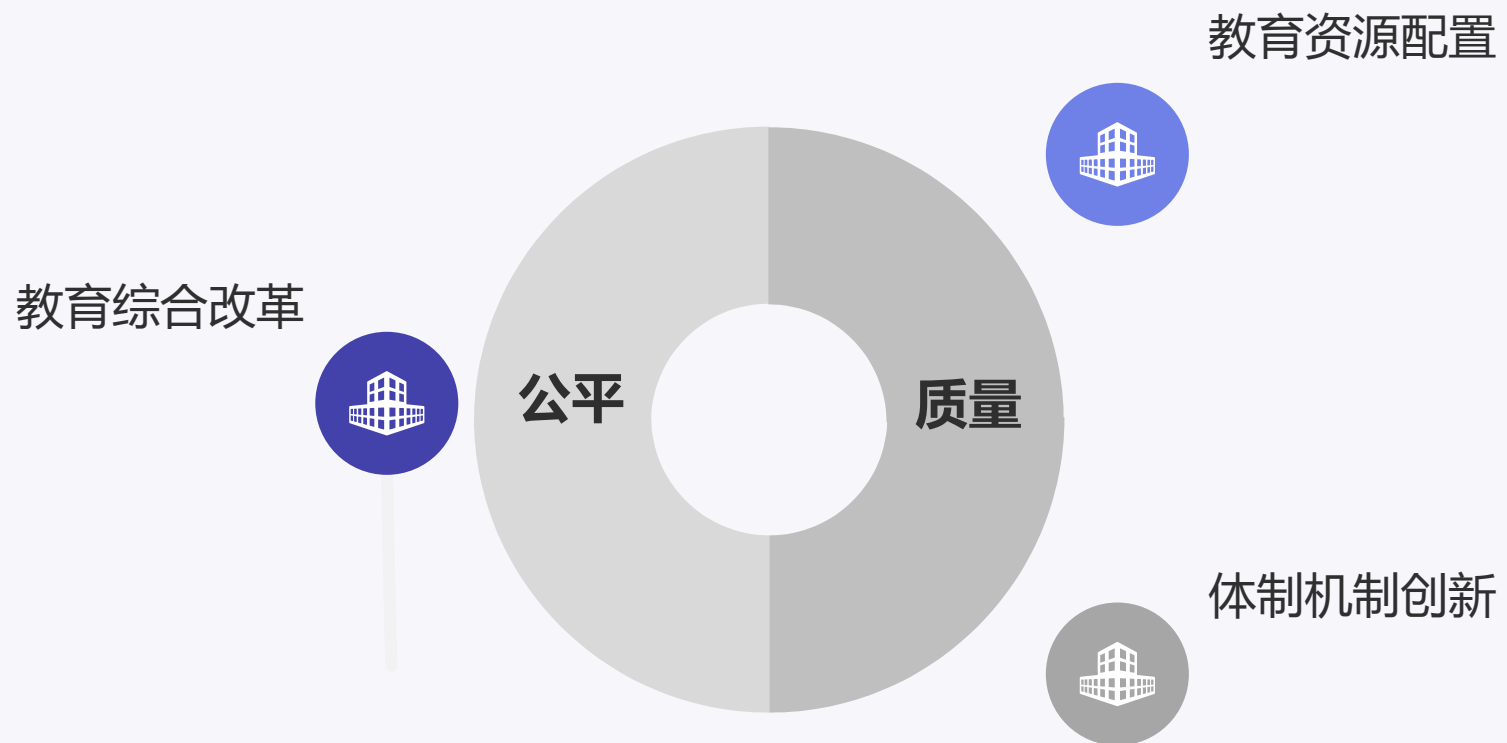 教育资源配置
教育综合改革
公平
质量
体制机制创新